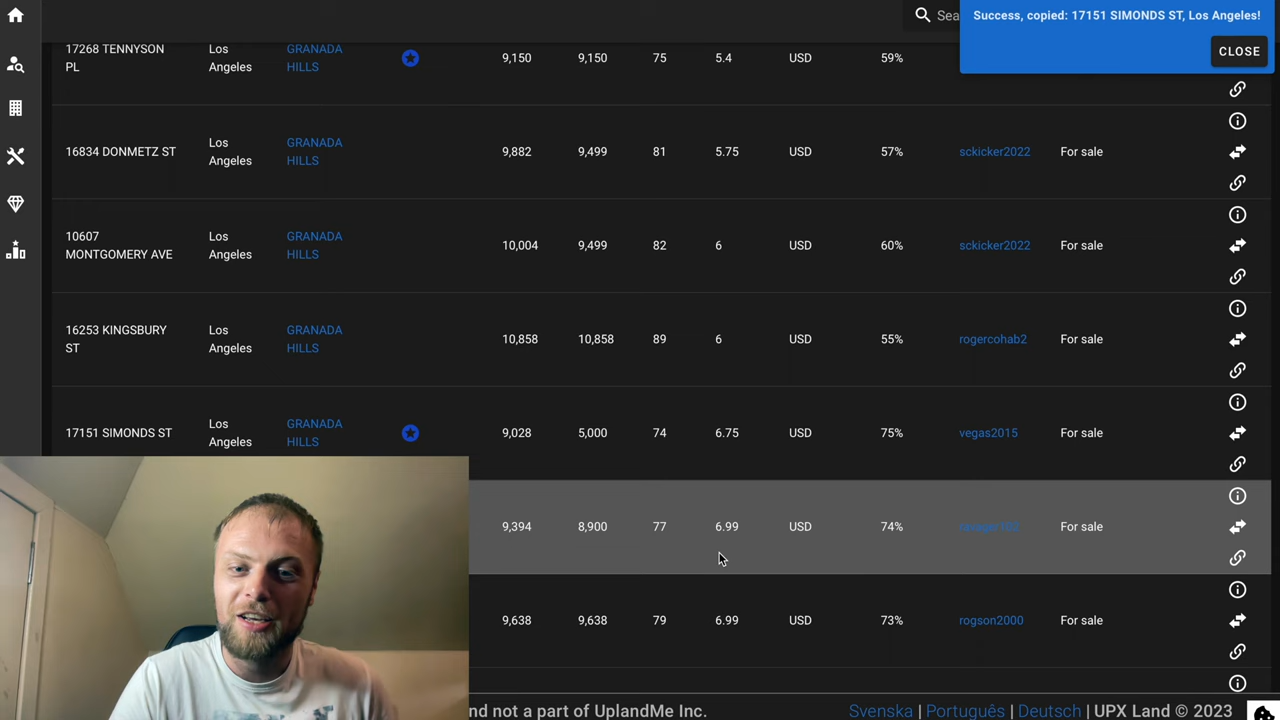 Sea
Success, copied: 17151 SIMONDS ST, Los Angeles!
CLOSE
17268 TENNYSON
PL
Los
Angeles
GRANADA
HILLS
9,150
9,150
75
5.4
USD
59%
16834 DONMETZ ST
Los
Angeles
GRANADA
HILLS
9,882
9,499
81
5.75
USD
57%
sckicker2022
For sale
10607
MONTGOMERY AVE
Los
Angeles
GRANADA
HILLS
10,004
9,499
82
6
USD
60%
sckicker2022
For sale
16253 KINGSBURY
ST
Los
Angeles
GRANADA
HILLS
10,858
10,858
89
6
USD
55%
rogercohab2
For sale
17151 SIMONDS ST
Los
Angeles
GRANADA
HILLS
9,028
5,000
74
6.75
USD
75%
vegas2015
For sale
9,394
8,900
77
6.99
USD
74%
For sale
9,638
9,638
79
6.99
USD
73%
rogson2000
For sale
nd not a part of UplandMe Inc.
Svenska | Português | Deutsch | UPX Land © 2023